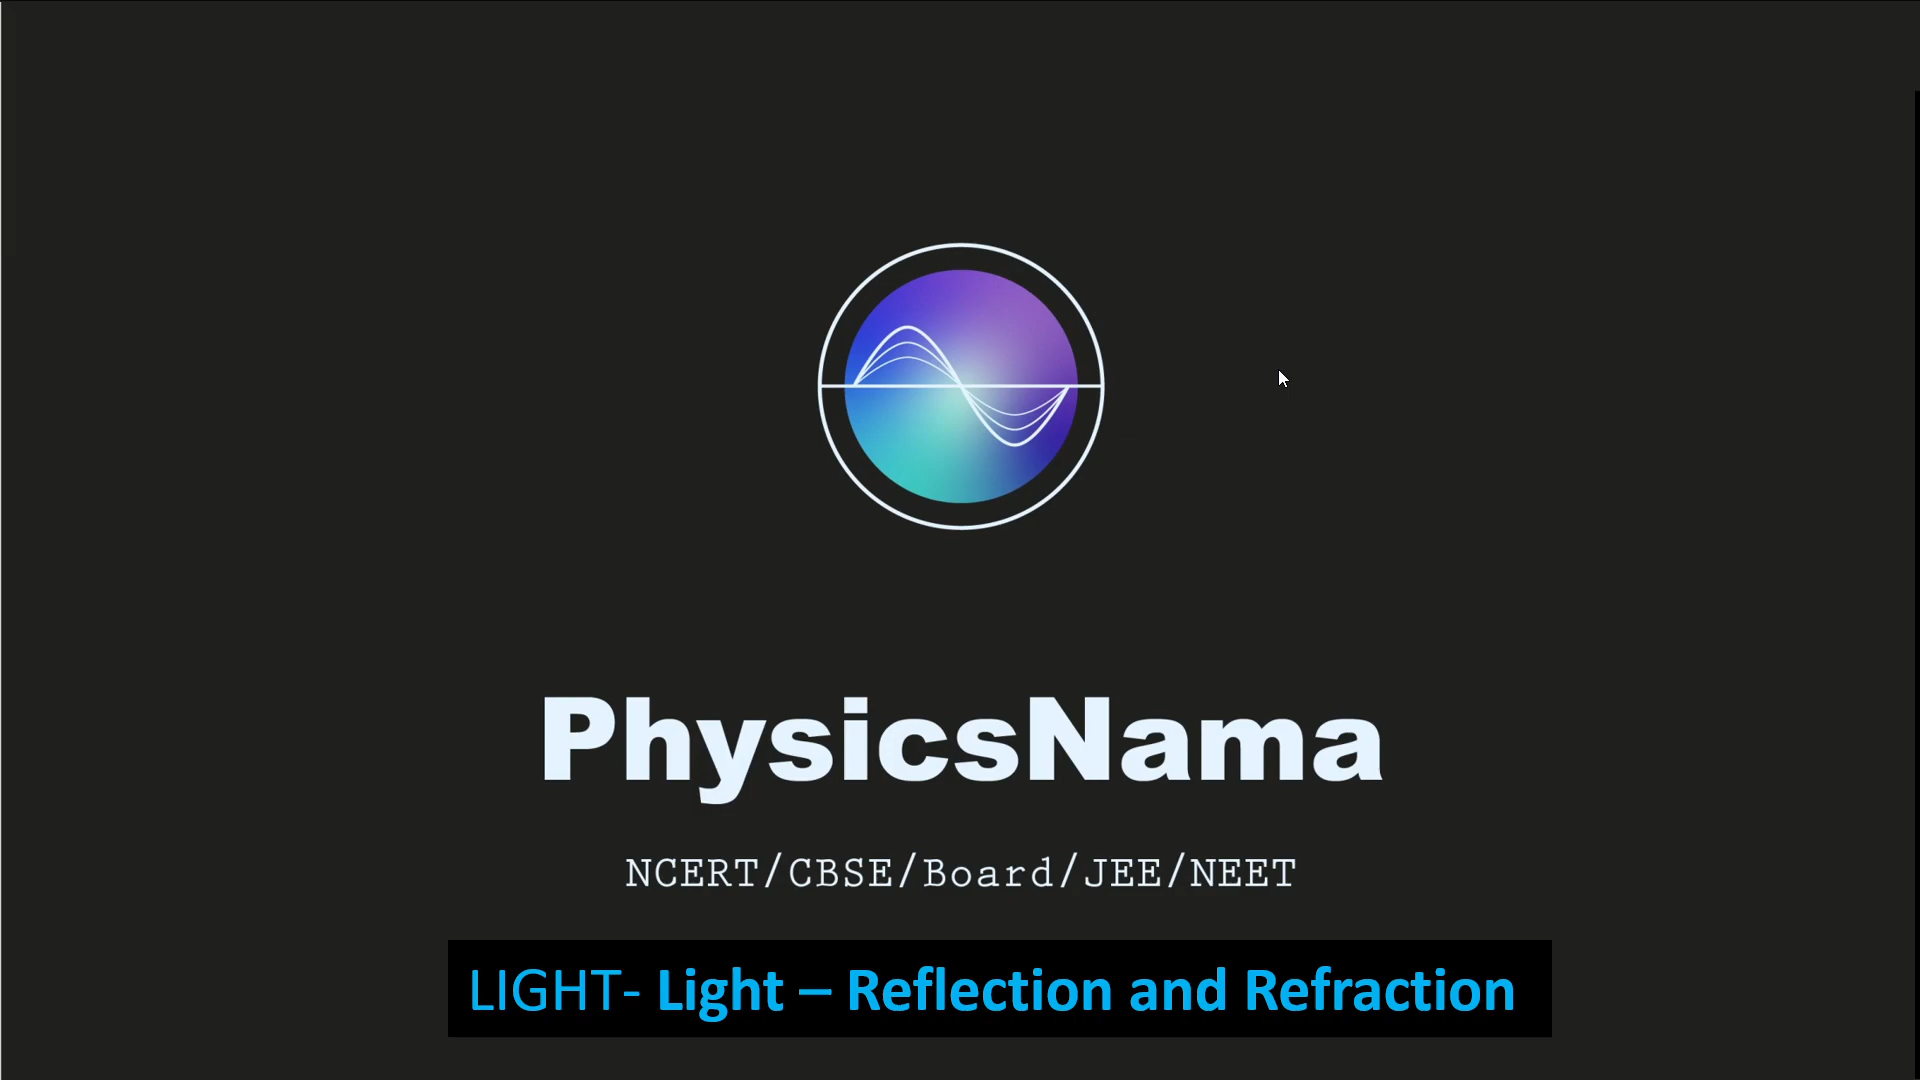 PhysicsNama
NCERT/CBSE/Board/JEE/NEET
LIGHT- Light – Reflection and Refraction